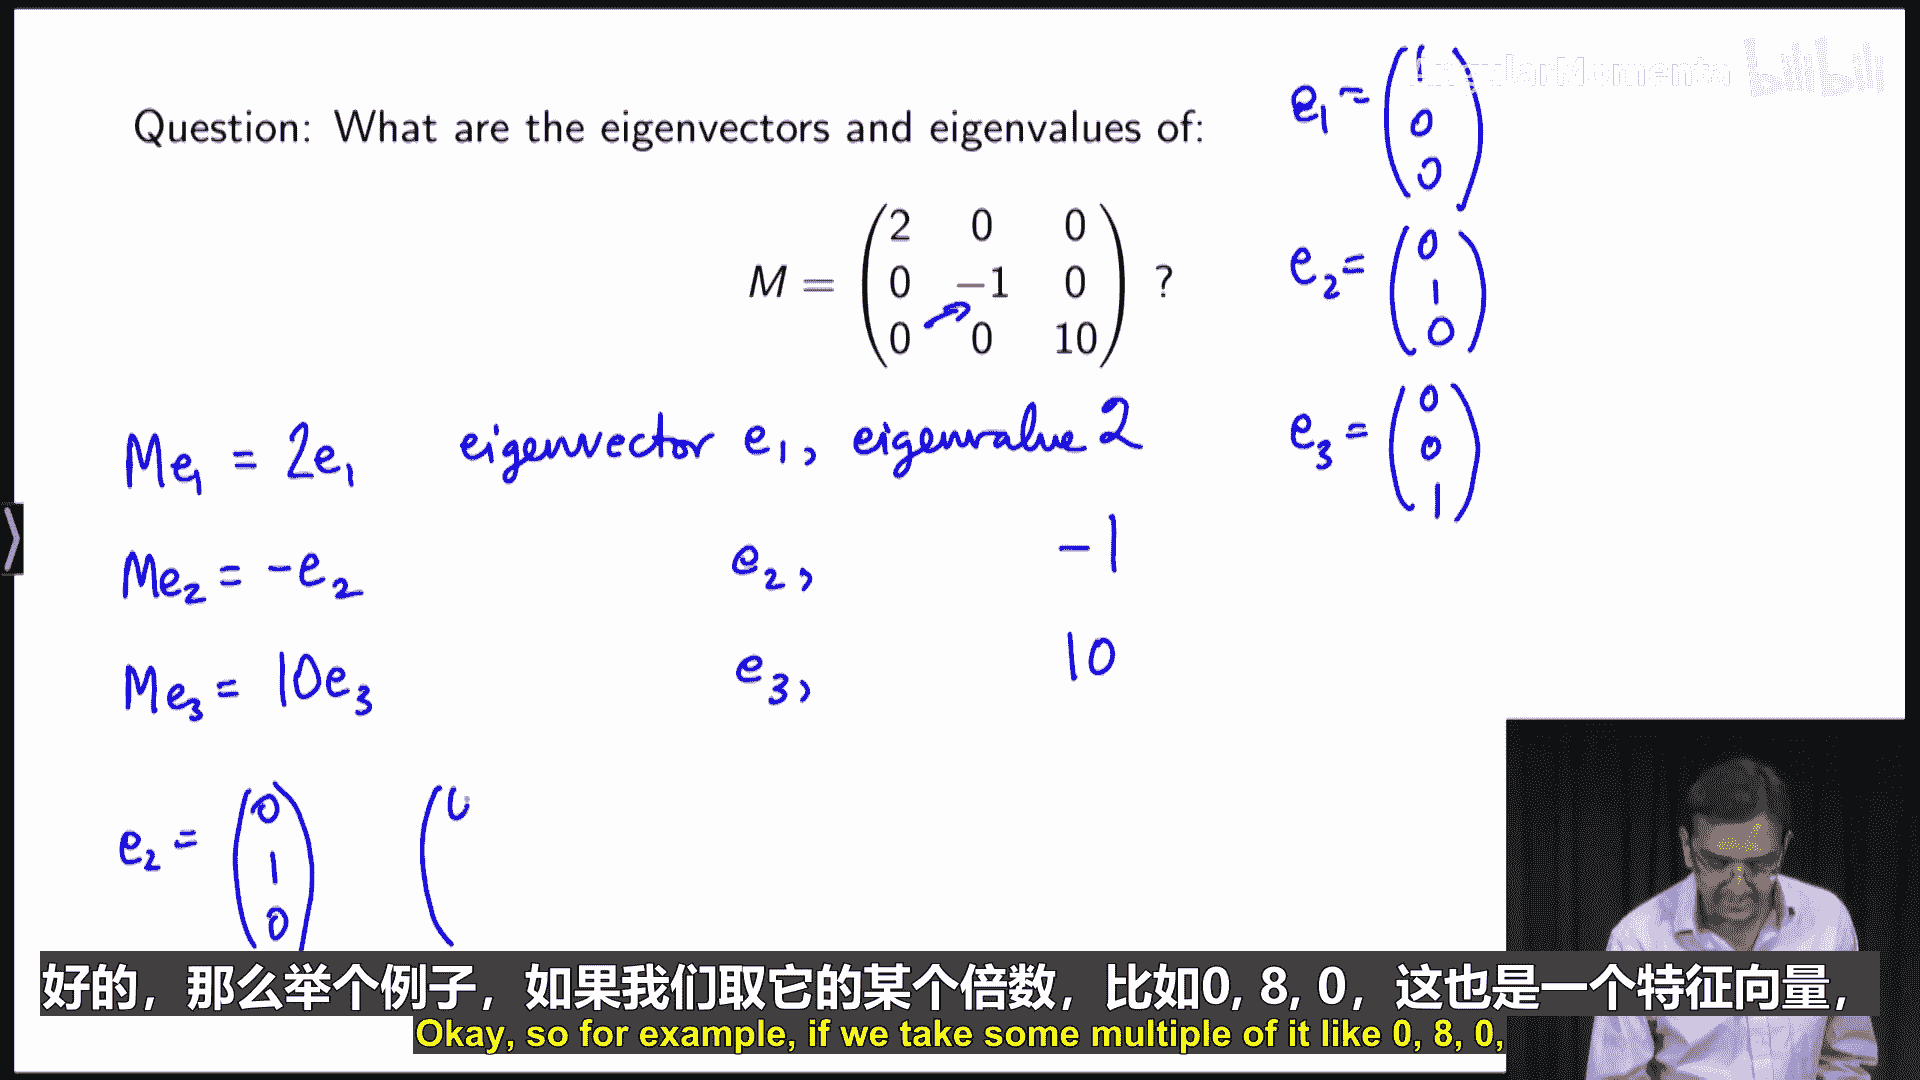 AngularMomenta bilibili
Question: What are the eigenvectors and eigenvalues of:
M = ( 2 0 0
0 −1 0
0 0 10 ) ?
e1 = ( 1
0
0 )
e2 = ( 0
1
0 )
e3 = ( 0
0
1 )
Me1 = 2e1 eigenvector e1, eigenvalue 2
Me2 = -e2 e2, -1
Me3 = 10e3 e3, 10
e2 = ( 0
1
0 )
( 0
好的，那么举个例子，如果我们取它的某个倍数，比如0, 8, 0，这也是一个特征向量，
Okay, so for example, if we take some multiple of it like 0, 8, 0,